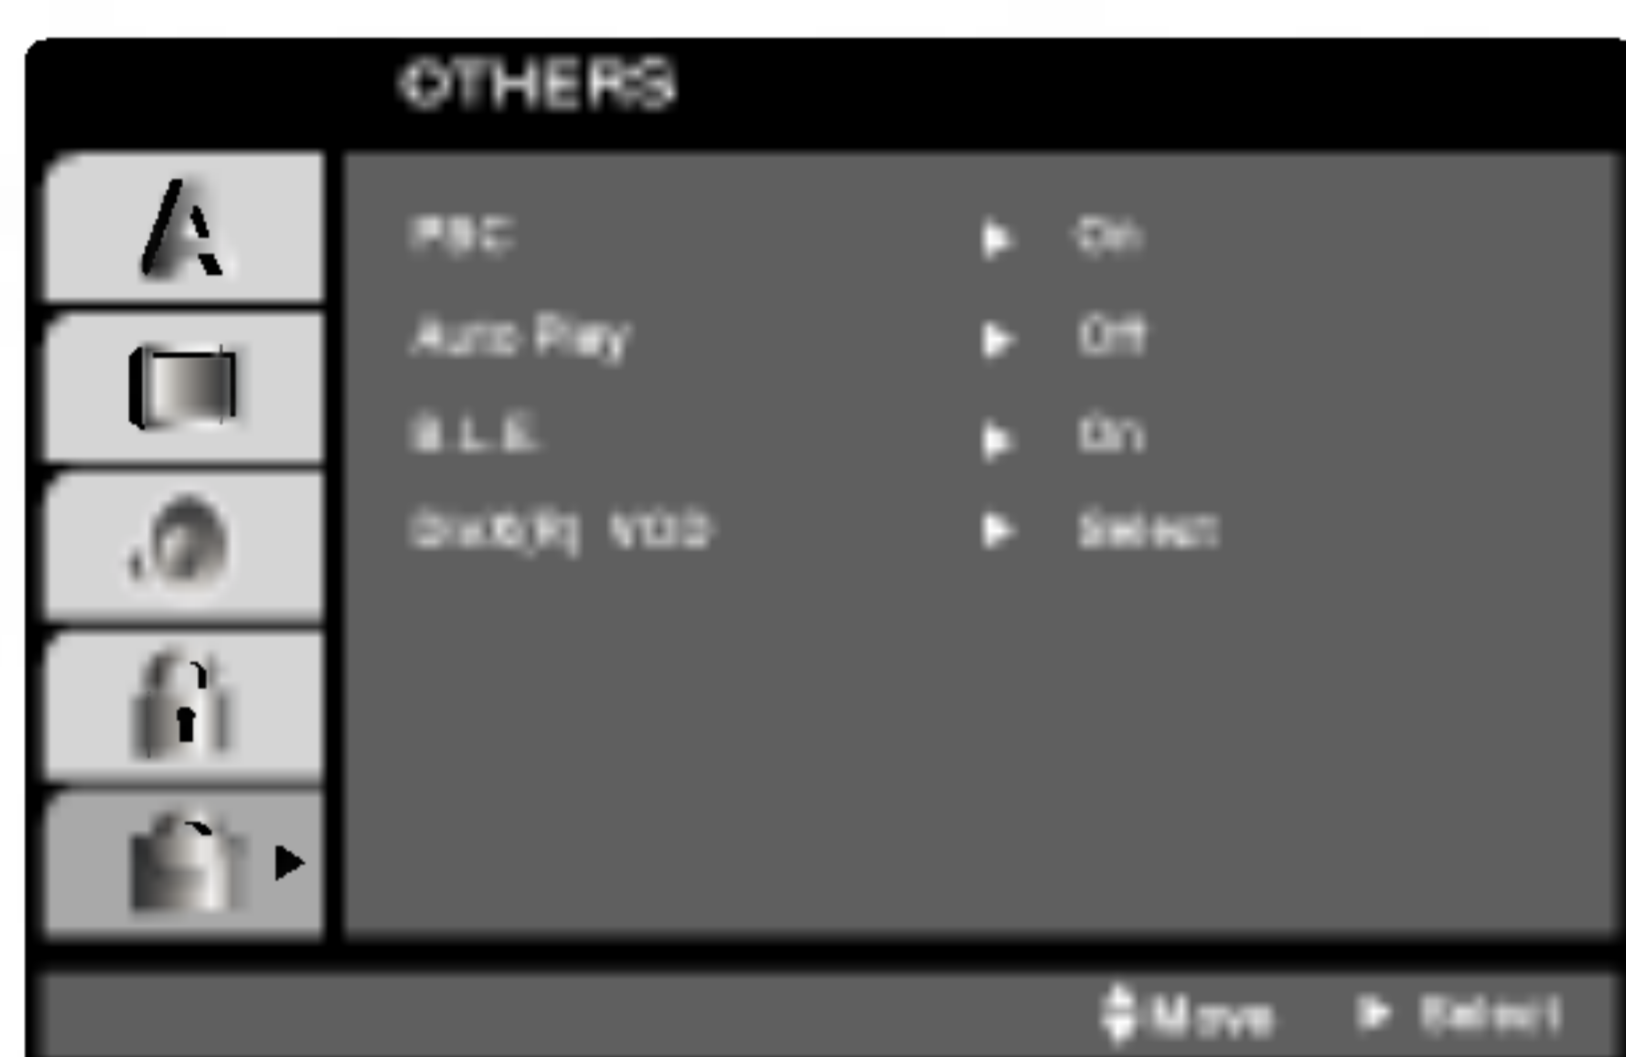 OTHERS
PBC On
Auto Play Off
B.L.E. On
DivX(R) VOD Select
Move Select